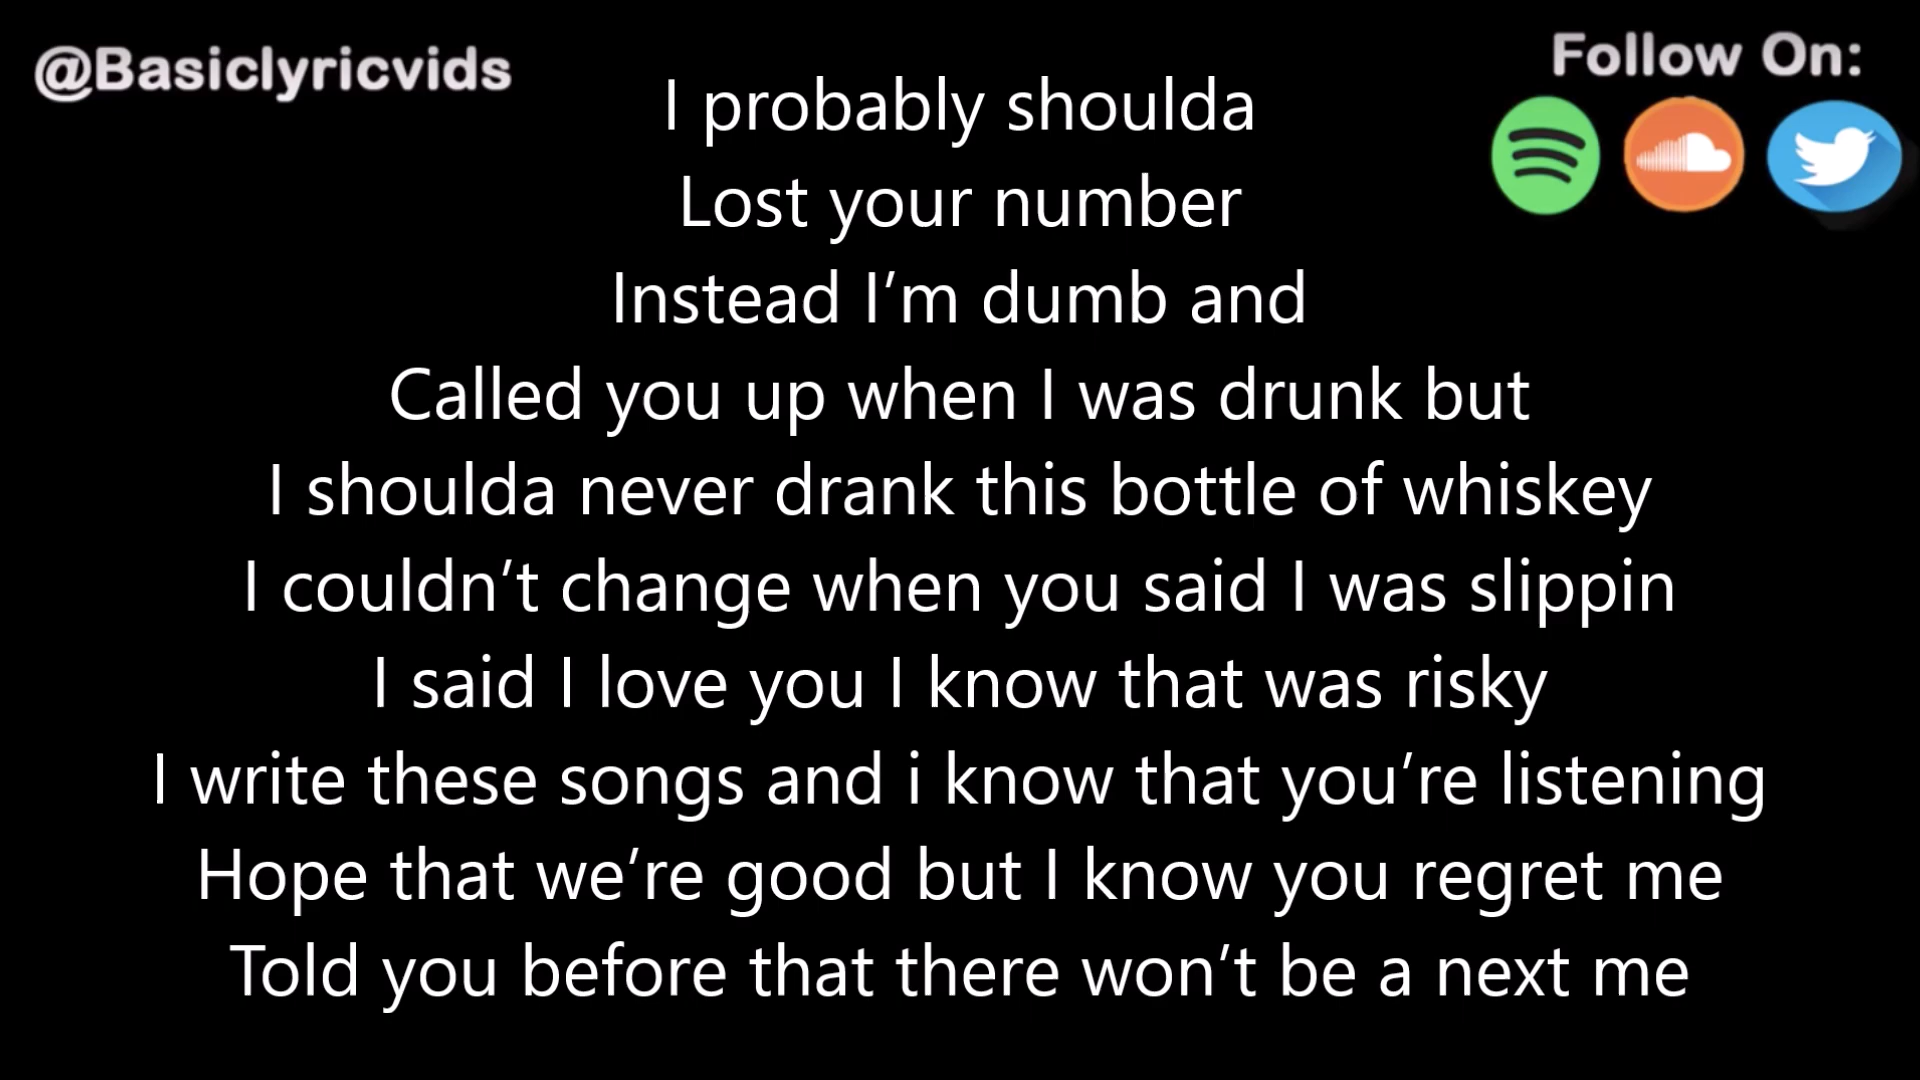 @Basiclyricvids
Follow On:
I probably shoulda
Lost your number
Instead I’m dumb and
Called you up when I was drunk but
I shoulda never drank this bottle of whiskey
I couldn’t change when you said I was slippin
I said I love you I know that was risky
I write these songs and i know that you’re listening
Hope that we’re good but I know you regret me
Told you before that there won’t be a next me